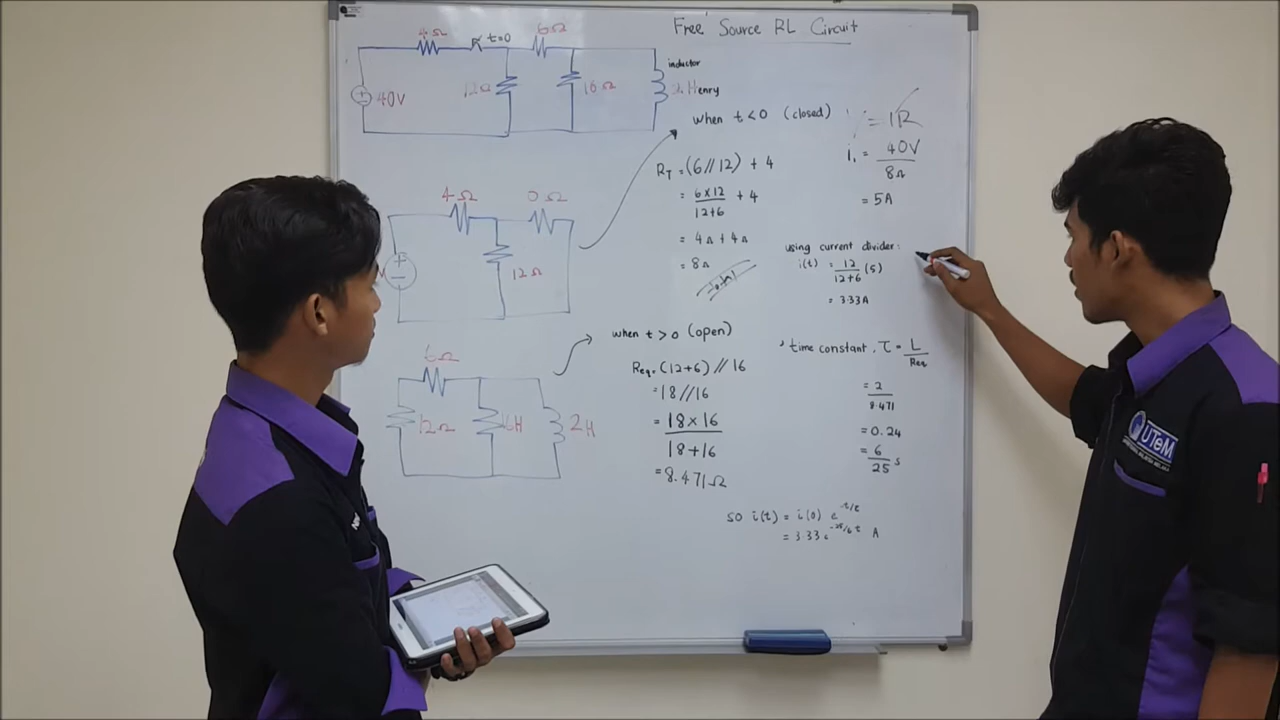 Free Source RL Circuit
4Ω
t=0
6Ω
40V
12Ω
16Ω
inductor
Henry
when t<0 (closed)
R_T = (6//12) + 4
= 6×12 / 12+6 + 4
= 4Ω + 4Ω
= 8Ω
= IR
i₁ = 40V / 8Ω
= 5A
using current divider:
i(t) = 12 / 12+6 (5)
= 3.33A
4Ω
12Ω
when t>0 (open)
Req = (12+6) // 16
= 18//16
= 18×16 / 18+16
= 8.471Ω
6Ω
12Ω
2H
time constant, τ = L / Req
= 2 / 8.471
= 0.24
= 6 / 25 s
so i(t) = i(0) e^-t/τ
= 3.33 e^-25/6 t A
UTeM